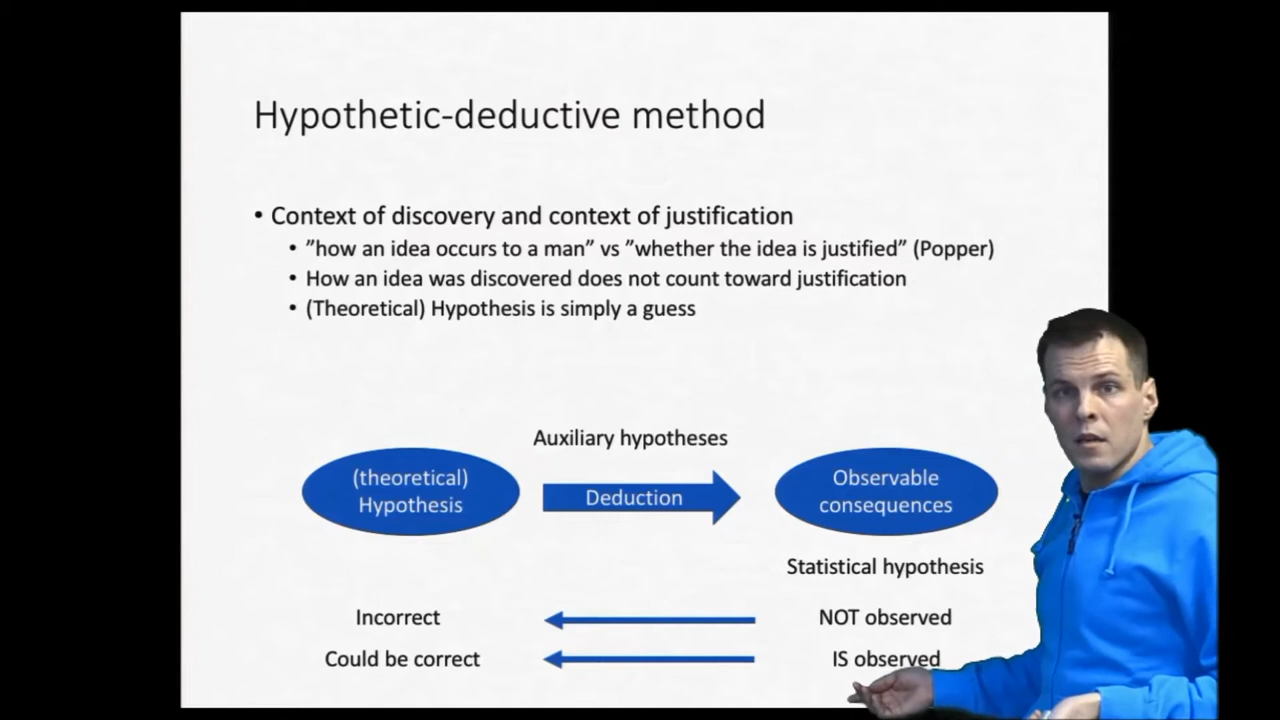 Hypothetic-deductive method
• Context of discovery and context of justification
• ”how an idea occurs to a man” vs ”whether the idea is justified” (Popper)
• How an idea was discovered does not count toward justification
• (Theoretical) Hypothesis is simply a guess
Auxiliary hypotheses
(theoretical)
Hypothesis
Deduction
Observable
consequences
Statistical hypothesis
Incorrect
NOT observed
Could be correct
IS observed